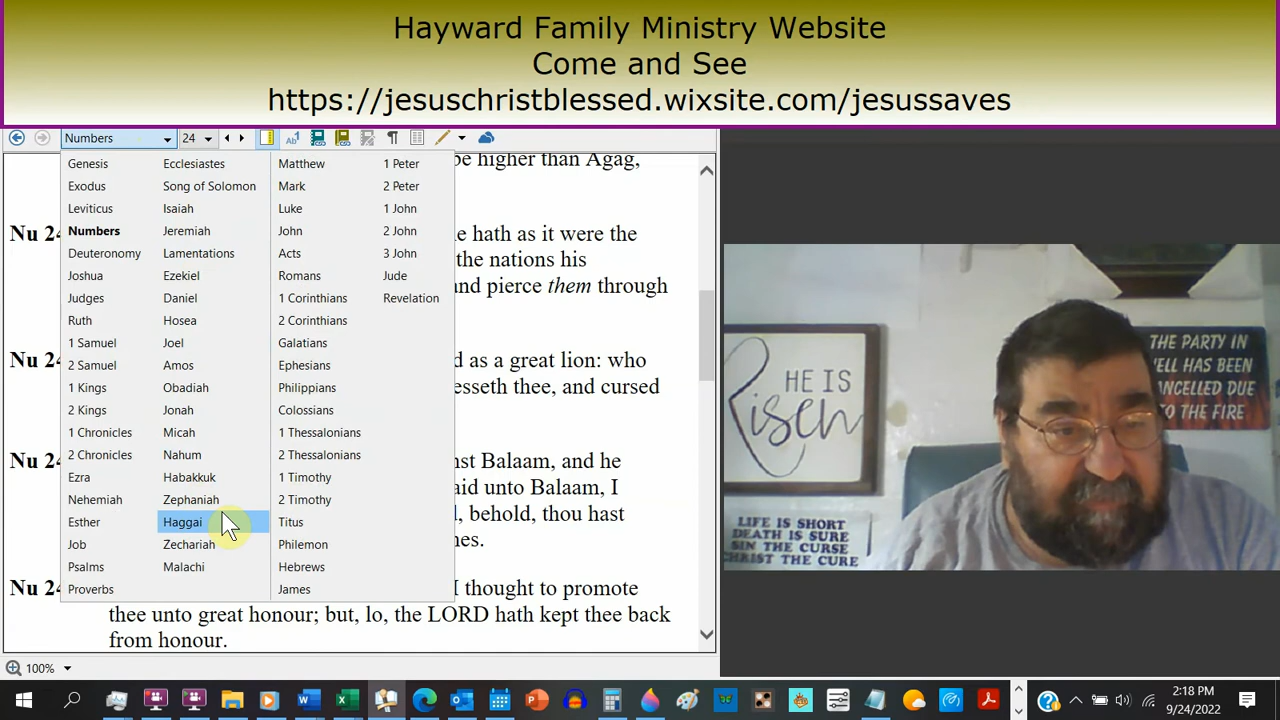 Hayward Family Ministry Website
Come and See
https://jesuschristblessed.wixsite.com/jesussaves
Numbers 24
Genesis
Exodus
Leviticus
Numbers
Deuteronomy
Joshua
Judges
Ruth
1 Samuel
2 Samuel
1 Kings
2 Kings
1 Chronicles
2 Chronicles
Ezra
Nehemiah
Esther
Job
Psalms
Proverbs
Ecclesiastes
Song of Solomon
Isaiah
Jeremiah
Lamentations
Ezekiel
Daniel
Hosea
Joel
Amos
Obadiah
Jonah
Micah
Nahum
Habakkuk
Zephaniah
Haggai
Zechariah
Malachi
Matthew
Mark
Luke
John
Acts
Romans
1 Corinthians
2 Corinthians
Galatians
Ephesians
Philippians
Colossians
1 Thessalonians
2 Thessalonians
1 Timothy
2 Timothy
Titus
Philemon
Hebrews
James
1 Peter
2 Peter
1 John
2 John
3 John
Jude
Revelation
be higher than Agag,
Nu 24 hath as it were the
the nations his
and pierce them through
Nu 24 as a great lion: who
and cursed
Nu 24 Balaam, and he
said unto Balaam, I
behold, thou hast
Nu 24 I thought to promote
thee unto great honour; but, lo, the LORD hath kept thee back
from honour.
100%
HE IS
Risen
THE PARTY IN
HELL HAS BEEN
CANCELLED DUE
TO THE FIRE
LIFE IS SHORT
DEATH IS SURE
SIN THE CURSE
CHRIST THE CURE
2:18 PM
9/24/2022